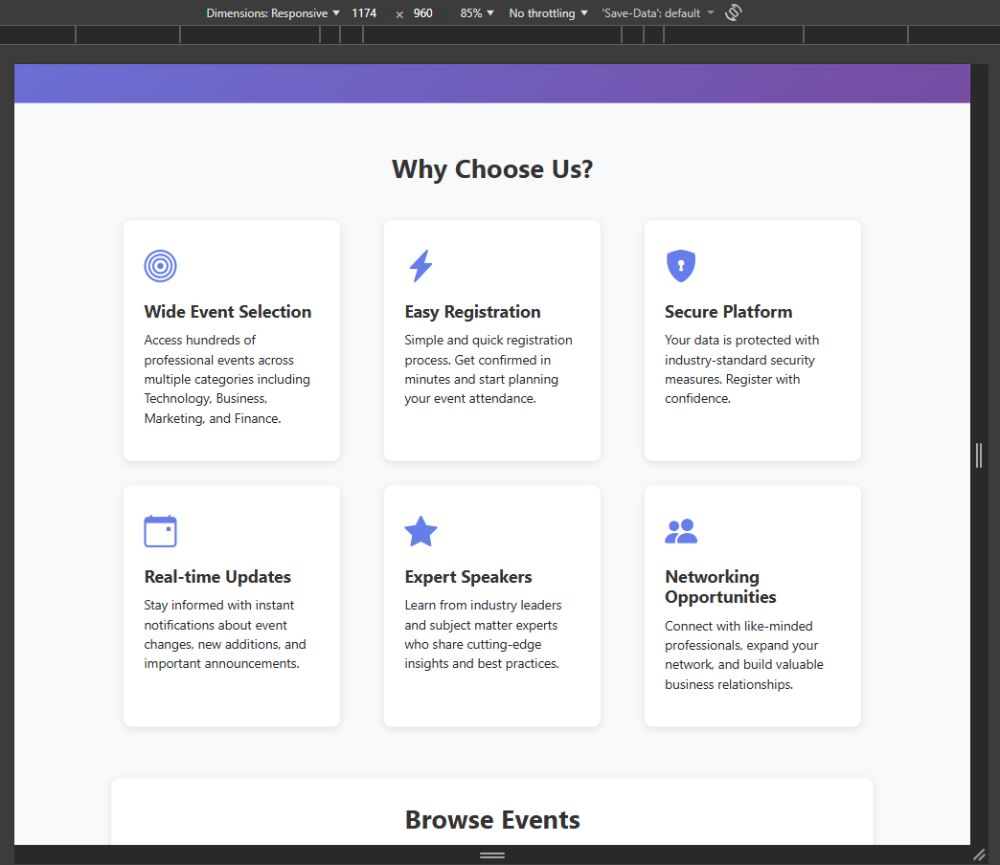 Dimensions: Responsive 1174 × 960 85% No throttling 'Save-Data': default
Why Choose Us?
Wide Event Selection
Access hundreds of
professional events across
multiple categories including
Technology, Business,
Marketing, and Finance.
Easy Registration
Simple and quick registration
process. Get confirmed in
minutes and start planning
your event attendance.
Secure Platform
Your data is protected with
industry-standard security
measures. Register with
confidence.
Real-time Updates
Stay informed with instant
notifications about event
changes, new additions, and
important announcements.
Expert Speakers
Learn from industry leaders
and subject matter experts
who share cutting-edge
insights and best practices.
Networking
Opportunities
Connect with like-minded
professionals, expand your
network, and build valuable
business relationships.
Browse Events